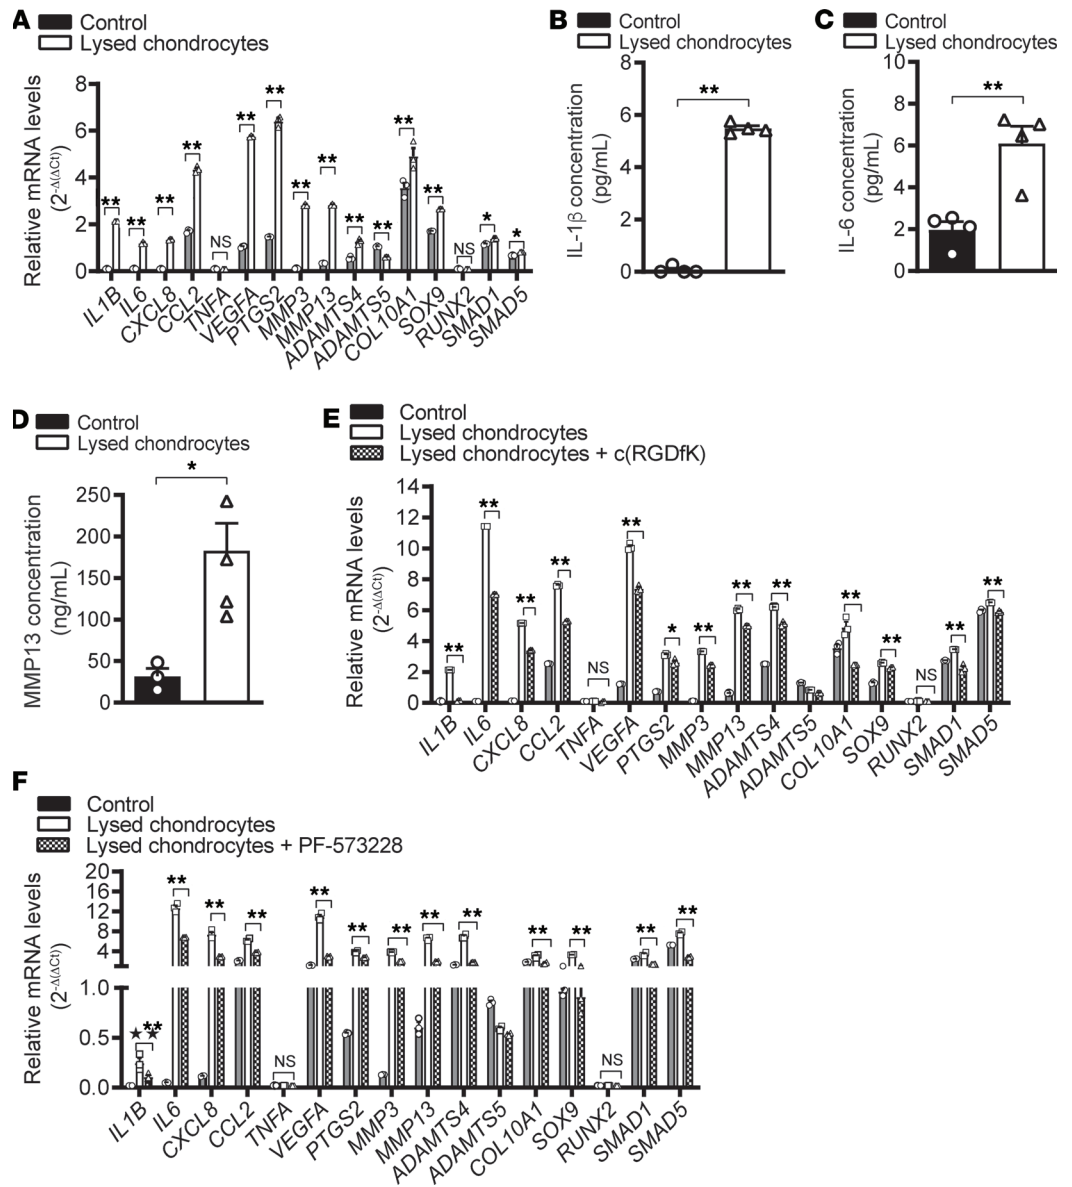 A
Control
Lysed chondrocytes
Relative mRNA levels
(2-Δ(ΔCt))
8
6
4
2
0
** ** ** ** NS ** ** ** ** ** ** ** ** NS * *
IL1B IL6 CXCL8 CCL2 TNFA VEGFA PTGS2 MMP3 MMP13 ADAMTS4 ADAMTS5 COL10A1 SOX9 RUNX2 SMAD1 SMAD5
B
Control
Lysed chondrocytes
IL-1β concentration
(pg/mL)
8
6
4
2
0
**
C
Control
Lysed chondrocytes
IL-6 concentration
(pg/mL)
10
8
6
4
2
0
**
D
Control
Lysed chondrocytes
MMP13 concentration
(ng/mL)
250
200
150
100
50
0
*
E
Control
Lysed chondrocytes
Lysed chondrocytes + c(RGDfK)
Relative mRNA levels
(2-Δ(ΔCt))
14
12
10
8
6
4
2
0
** ** ** ** NS ** * ** ** ** ** ** NS ** **
IL1B IL6 CXCL8 CCL2 TNFA VEGFA PTGS2 MMP3 MMP13 ADAMTS4 ADAMTS5 COL10A1 SOX9 RUNX2 SMAD1 SMAD5
F
Control
Lysed chondrocytes
Lysed chondrocytes + PF-573228
Relative mRNA levels
(2-Δ(ΔCt))
20
16
12
8
4
1.0
0.5
0.0
★** ★ ** ** ** NS ** ** ** ** ** ** ** NS ** **
IL1B IL6 CXCL8 CCL2 TNFA VEGFA PTGS2 MMP3 MMP13 ADAMTS4 ADAMTS5 COL10A1 SOX9 RUNX2 SMAD1 SMAD5